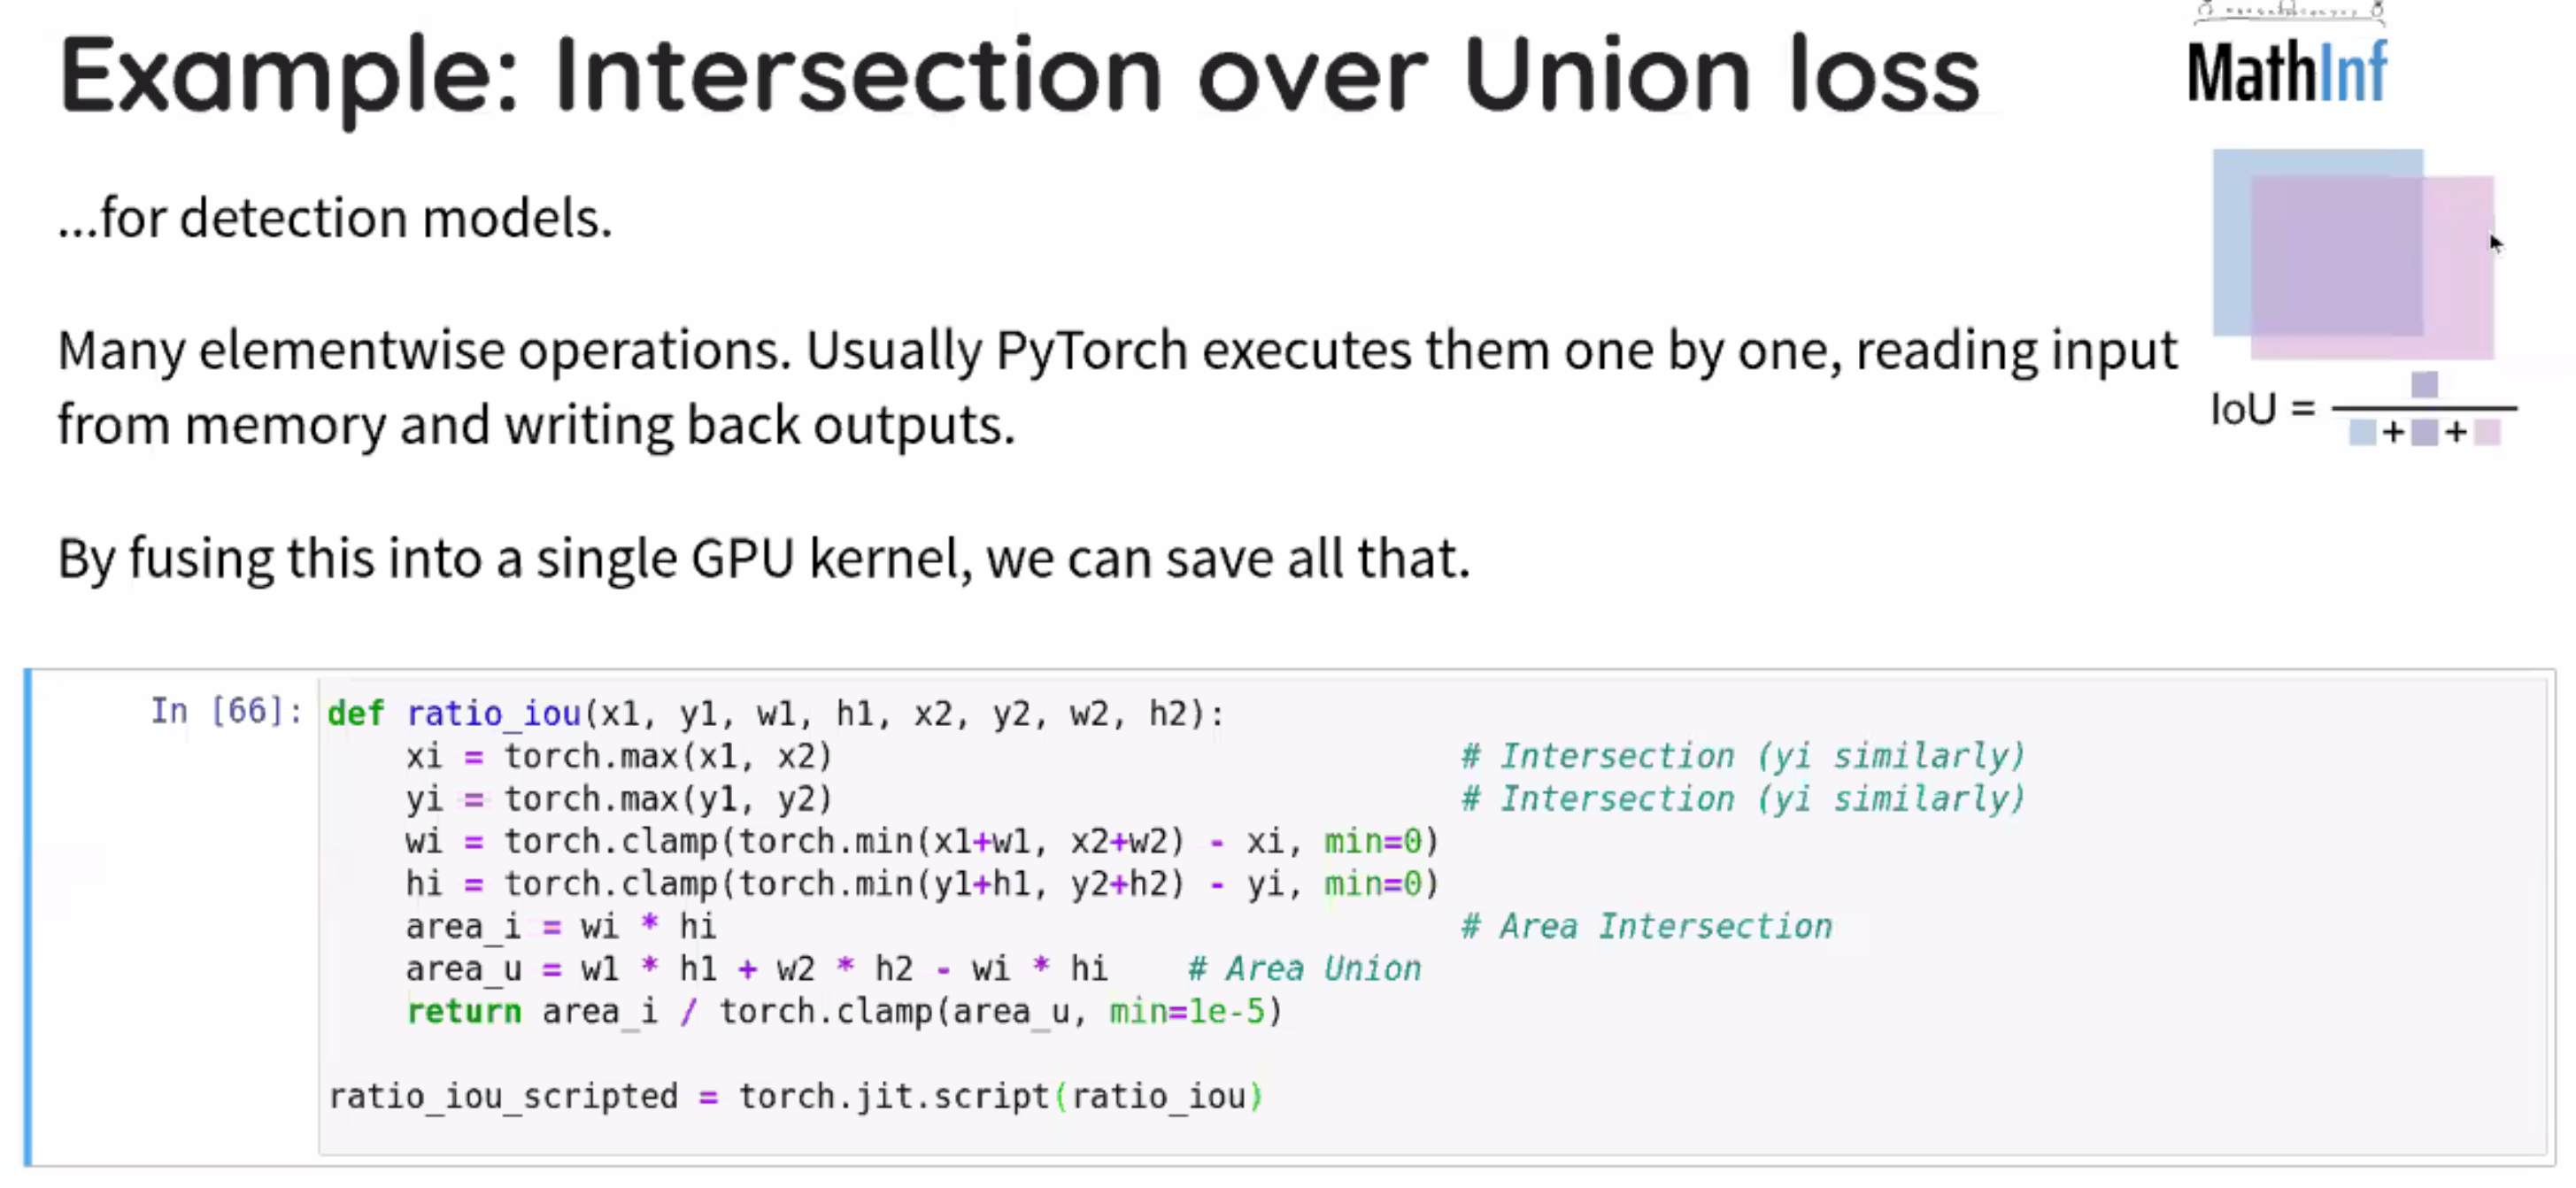 Example: Intersection over Union loss
MathInf
...for detection models.
Many elementwise operations. Usually PyTorch executes them one by one, reading input
from memory and writing back outputs.
IoU =
+ +
By fusing this into a single GPU kernel, we can save all that.
In [66]: def ratio_iou(x1, y1, w1, h1, x2, y2, w2, h2):
    xi = torch.max(x1, x2)                                # Intersection (yi similarly)
    yi = torch.max(y1, y2)                                # Intersection (yi similarly)
    wi = torch.clamp(torch.min(x1+w1, x2+w2) - xi, min=0)
    hi = torch.clamp(torch.min(y1+h1, y2+h2) - yi, min=0)
    area_i = wi * hi                                      # Area Intersection
    area_u = w1 * h1 + w2 * h2 - wi * hi    # Area Union
    return area_i / torch.clamp(area_u, min=1e-5)
ratio_iou_scripted = torch.jit.script(ratio_iou)